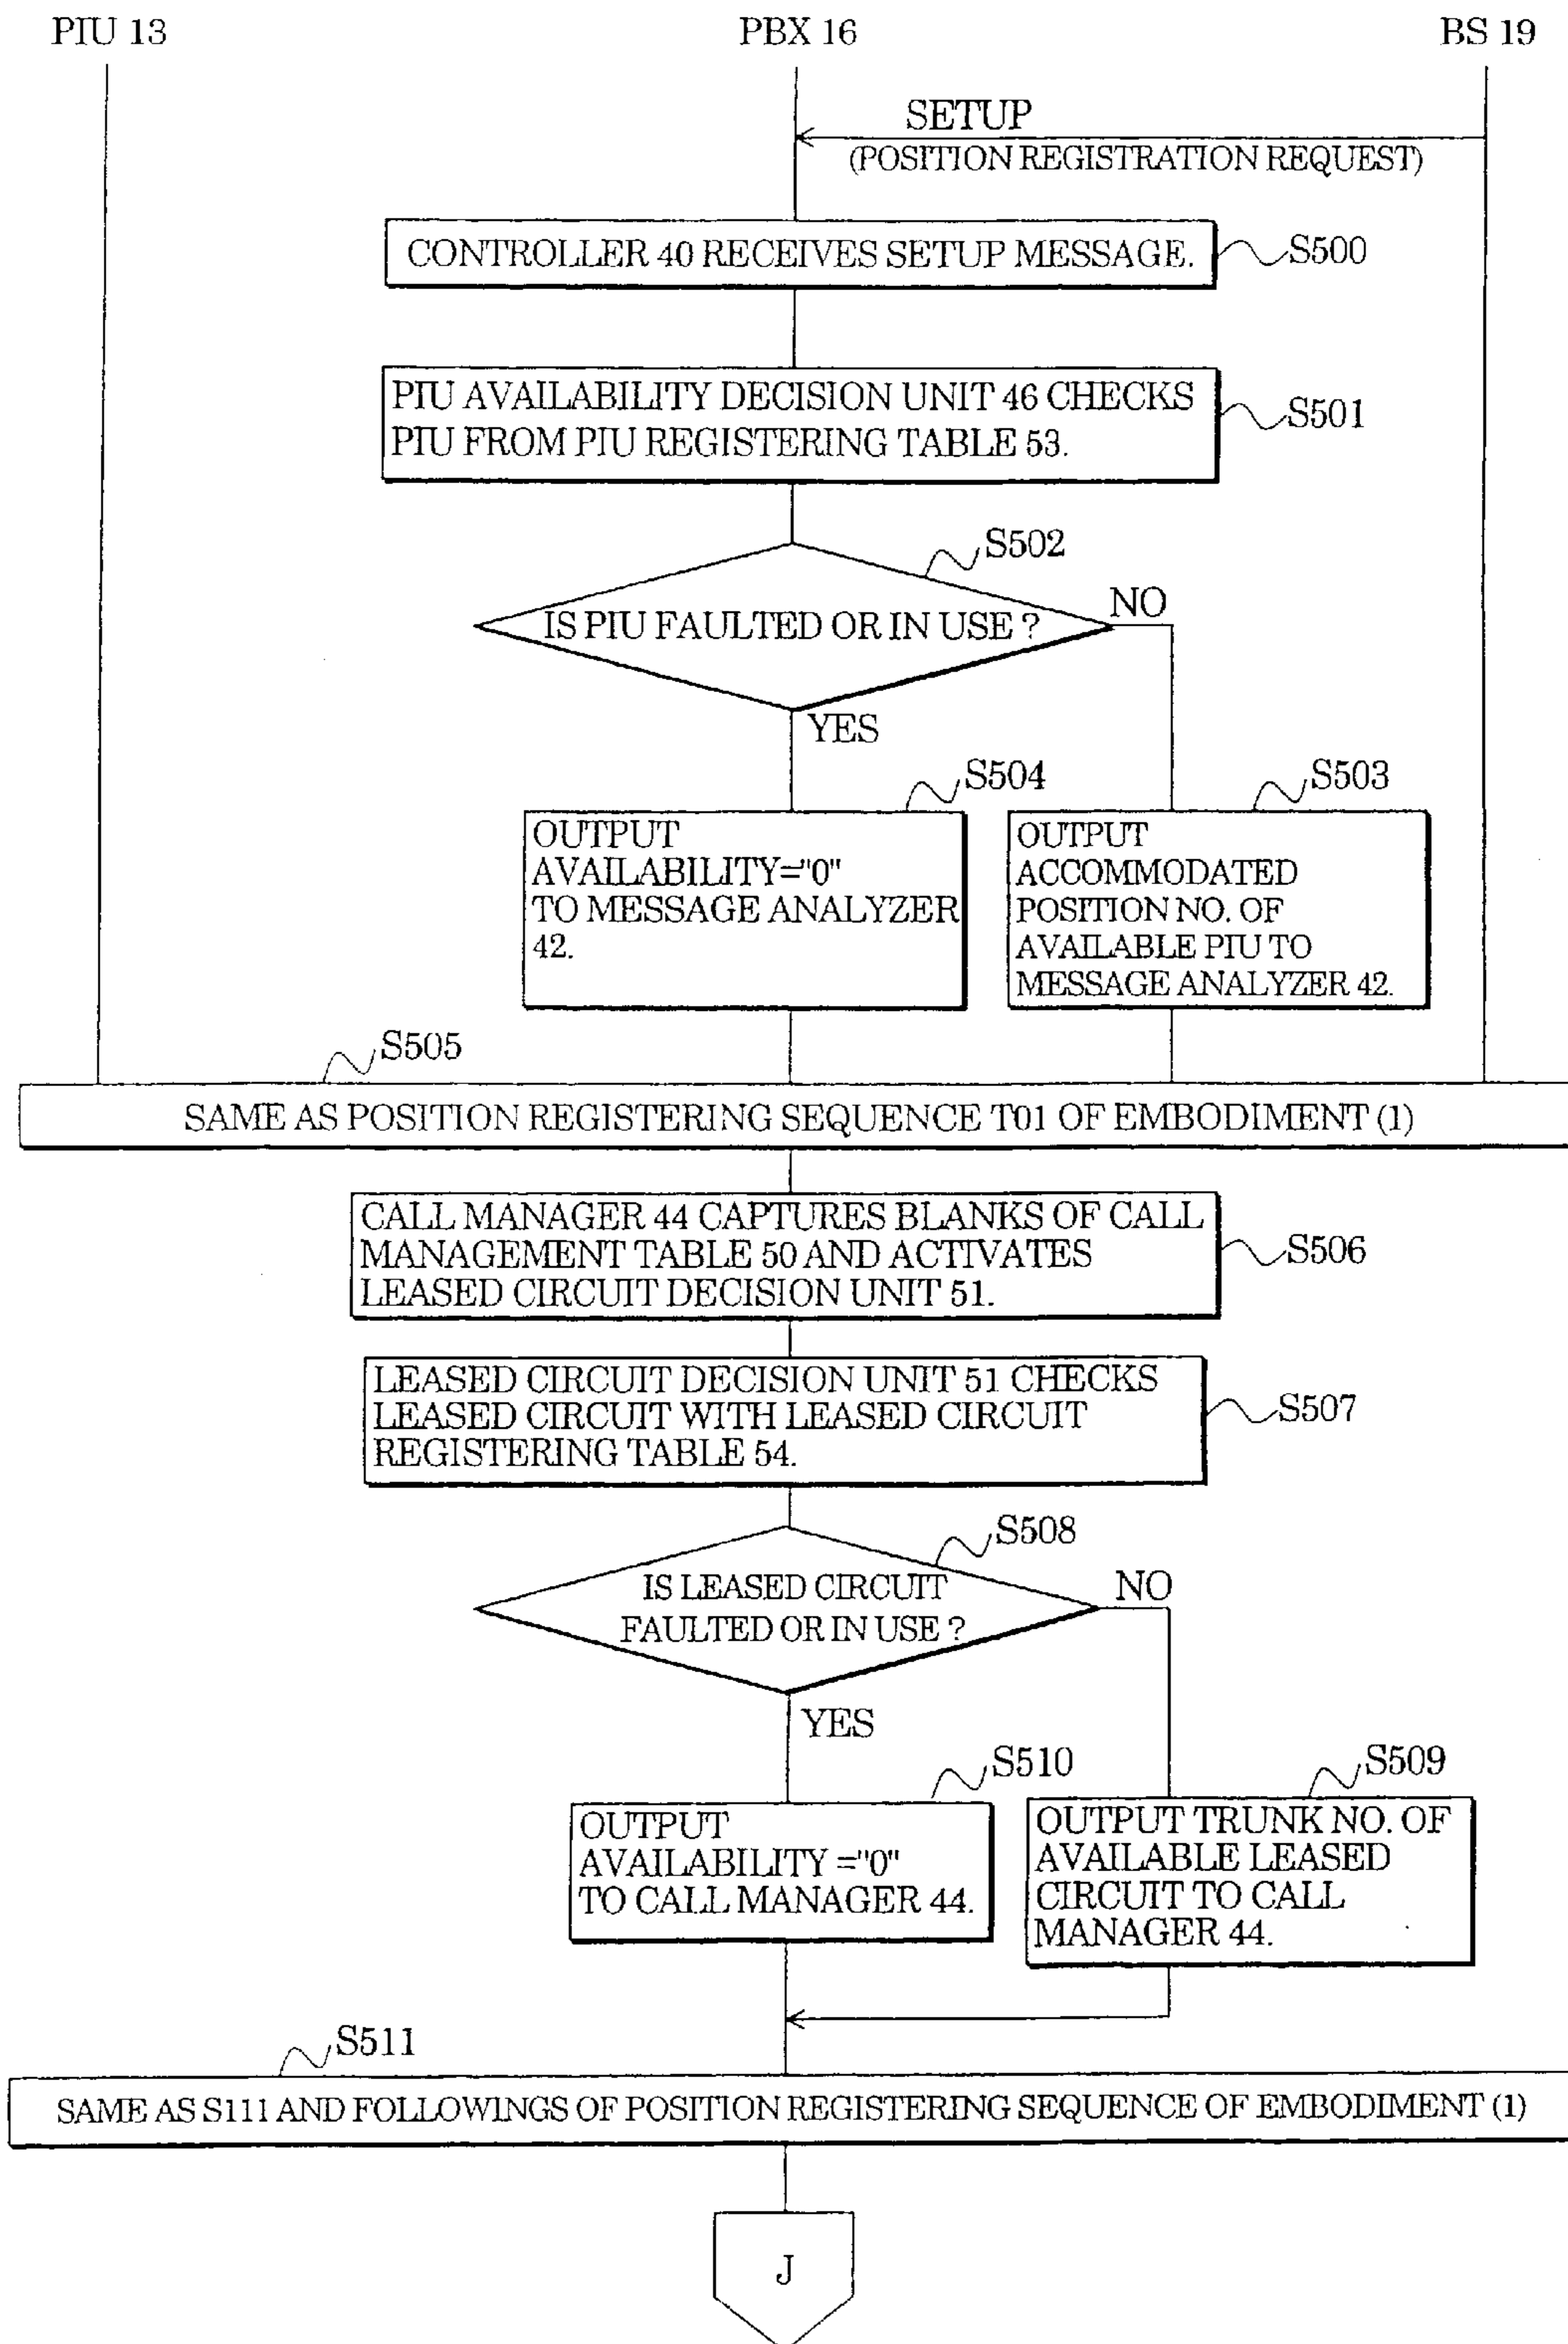 PIU 13
PBX 16
BS 19
SETUP
(POSITION REGISTRATION REQUEST)
CONTROLLER 40 RECEIVES SETUP MESSAGE.
S500
PIU AVAILABILITY DECISION UNIT 46 CHECKS
PIU FROM PIU REGISTERING TABLE 53.
S501
S502
IS PIU FAULTED OR IN USE ?
NO
YES
S504
OUTPUT
AVAILABILITY="0"
TO MESSAGE ANALYZER
42.
S503
OUTPUT
ACCOMMODATED
POSITION NO. OF
AVAILABLE PIU TO
MESSAGE ANALYZER 42.
S505
SAME AS POSITION REGISTERING SEQUENCE T01 OF EMBODIMENT (1)
CALL MANAGER 44 CAPTURES BLANKS OF CALL
MANAGEMENT TABLE 50 AND ACTIVATES
LEASED CIRCUIT DECISION UNIT 51.
S506
LEASED CIRCUIT DECISION UNIT 51 CHECKS
LEASED CIRCUIT WITH LEASED CIRCUIT
REGISTERING TABLE 54.
S507
S508
IS LEASED CIRCUIT
FAULTED OR IN USE ?
NO
YES
S510
OUTPUT
AVAILABILITY ="0"
TO CALL MANAGER 44.
S509
OUTPUT TRUNK NO. OF
AVAILABLE LEASED
CIRCUIT TO CALL
MANAGER 44.
S511
SAME AS S111 AND FOLLOWINGS OF POSITION REGISTERING SEQUENCE OF EMBODIMENT (1)
J